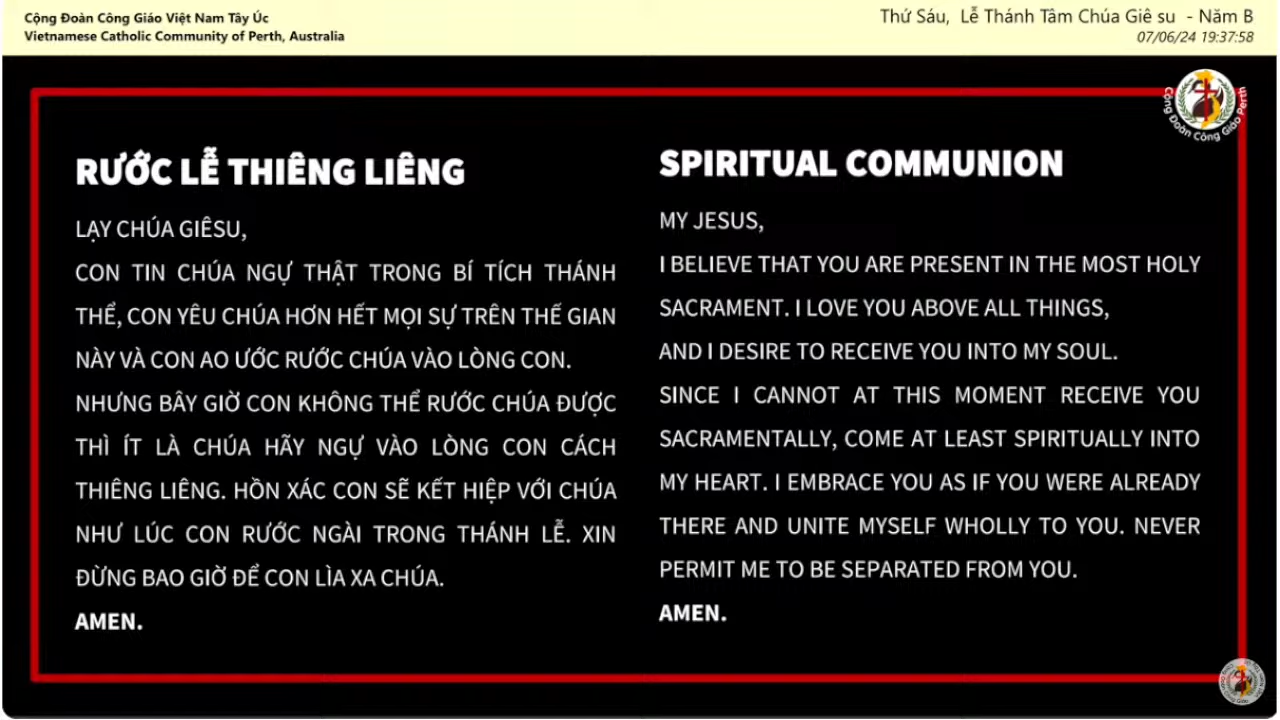 Cộng Đoàn Công Giáo Việt Nam Tây Úc
Vietnamese Catholic Community of Perth, Australia
Thứ Sáu, Lễ Thánh Tâm Chúa Giê su - Năm B
07/06/24 19:37:58
Cộng Đoàn Công Giáo Perth
RƯỚC LỄ THIÊNG LIÊNG
LẠY CHÚA GIÊSU,
CON TIN CHÚA NGỰ THẬT TRONG BÍ TÍCH THÁNH
THỂ, CON YÊU CHÚA HƠN HẾT MỌI SỰ TRÊN THẾ GIAN
NÀY VÀ CON AO ƯỚC RƯỚC CHÚA VÀO LÒNG CON.
NHƯNG BÂY GIỜ CON KHÔNG THỂ RƯỚC CHÚA ĐƯỢC
THÌ ÍT LÀ CHÚA HÃY NGỰ VÀO LÒNG CON CÁCH
THIÊNG LIÊNG. HỒN XÁC CON SẼ KẾT HIỆP VỚI CHÚA
NHƯ LÚC CON RƯỚC NGÀI TRONG THÁNH LỄ. XIN
ĐỪNG BAO GIỜ ĐỂ CON LÌA XA CHÚA.
AMEN.
SPIRITUAL COMMUNION
MY JESUS,
I BELIEVE THAT YOU ARE PRESENT IN THE MOST HOLY
SACRAMENT. I LOVE YOU ABOVE ALL THINGS,
AND I DESIRE TO RECEIVE YOU INTO MY SOUL.
SINCE I CANNOT AT THIS MOMENT RECEIVE YOU
SACRAMENTALLY, COME AT LEAST SPIRITUALLY INTO
MY HEART. I EMBRACE YOU AS IF YOU WERE ALREADY
THERE AND UNITE MYSELF WHOLLY TO YOU. NEVER
PERMIT ME TO BE SEPARATED FROM YOU.
AMEN.